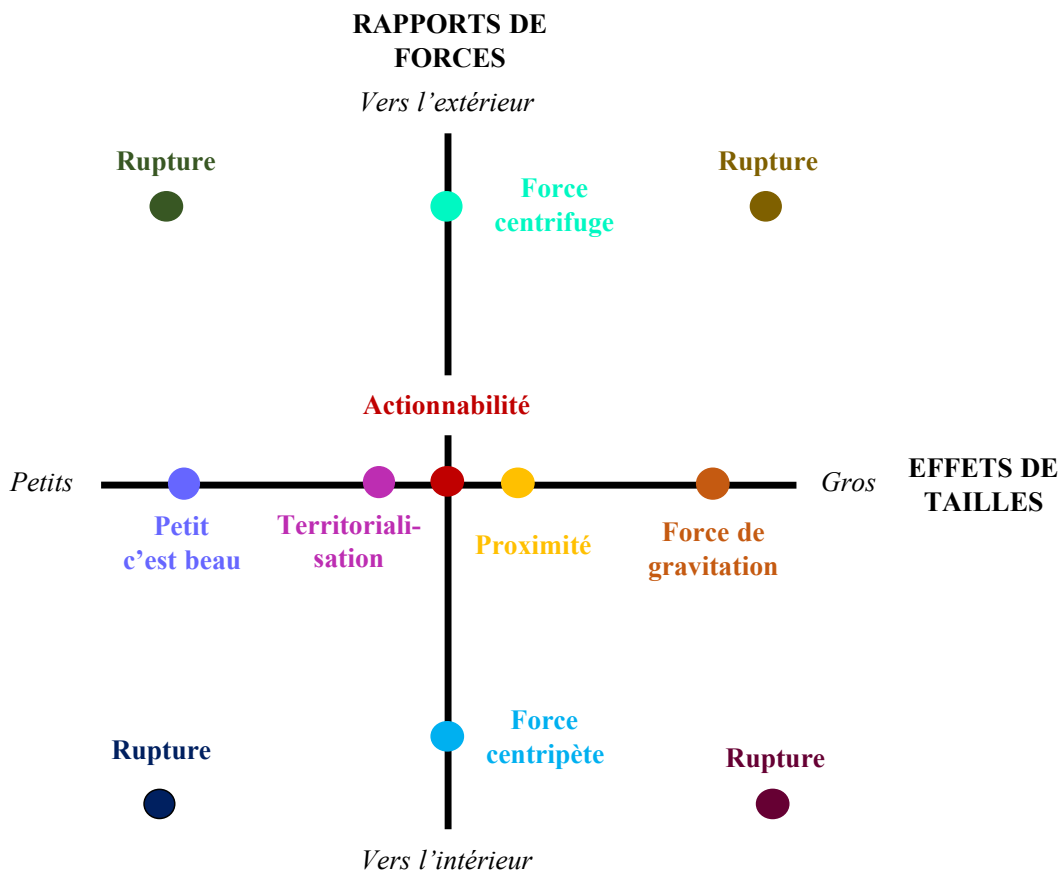 RAPPORTS DE
FORCES
Vers l’extérieur
Rupture
Rupture
Force
centrifuge
Actionnabilité
Petits
Gros
EFFETS DE
TAILLES
Petit
c’est beau
Territoriali-
sation
Proximité
Force de
gravitation
Force
centripète
Rupture
Rupture
Vers l’intérieur